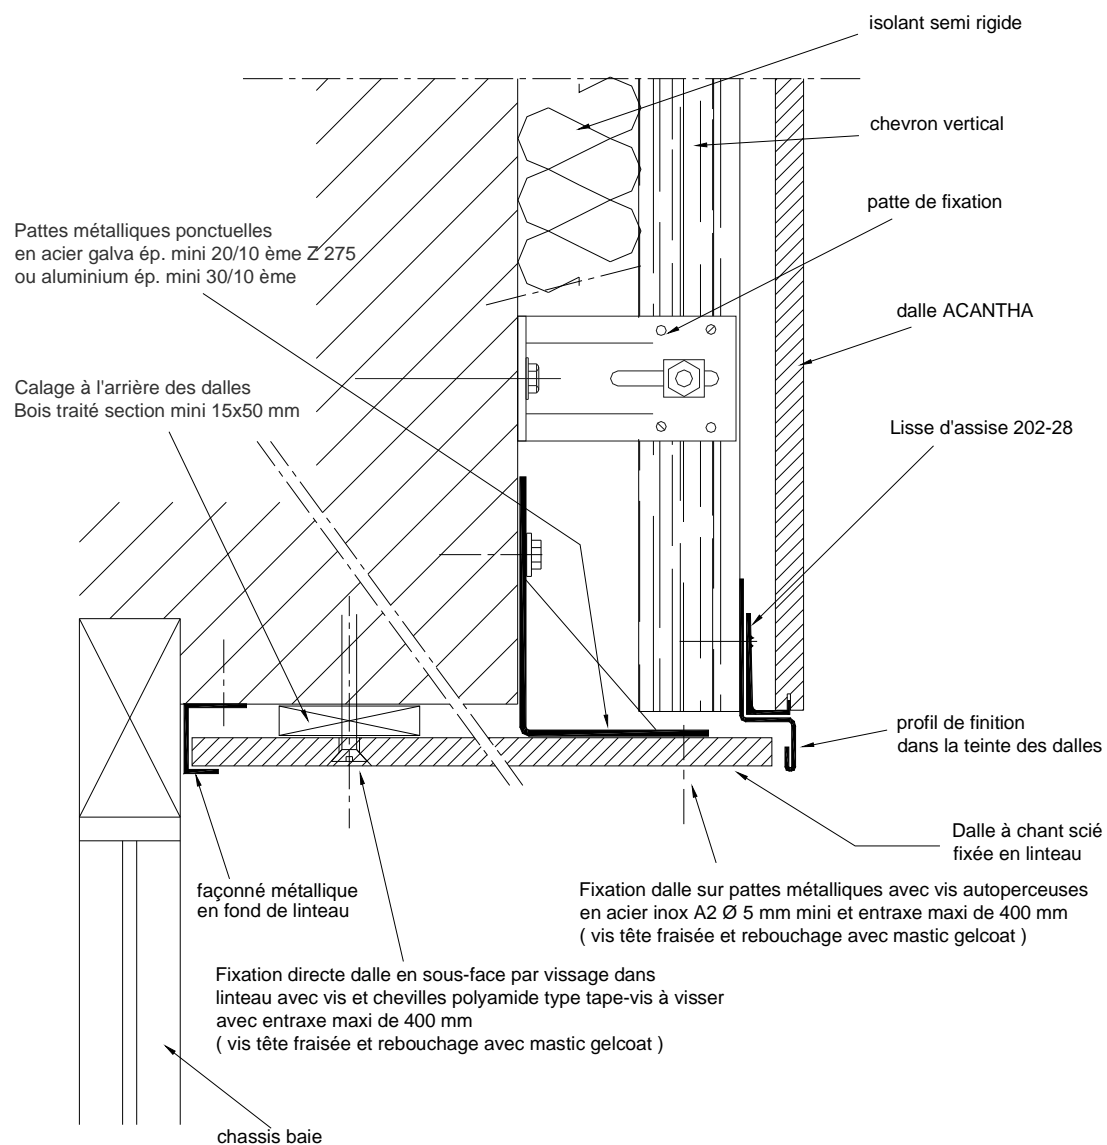 isolant semi rigide
chevron vertical
patte de fixation
Pattes métalliques ponctuelles
en acier galva ép. mini 20/10 ème Z 275
ou aluminium ép. mini 30/10 ème
dalle ACANTHA
Calage à l'arrière des dalles
Bois traité section mini 15x50 mm
Lisse d'assise 202-28
profil de finition
dans la teinte des dalles
Dalle à chant scié
fixée en linteau
façonné métallique
en fond de linteau
Fixation dalle sur pattes métalliques avec vis autoperceuses
en acier inox A2 Ø 5 mm mini et entraxe maxi de 400 mm
( vis tête fraisée et rebouchage avec mastic gelcoat )
Fixation directe dalle en sous-face par vissage dans
linteau avec vis et chevilles polyamide type tape-vis à visser
avec entraxe maxi de 400 mm
( vis tête fraisée et rebouchage avec mastic gelcoat )
chassis baie